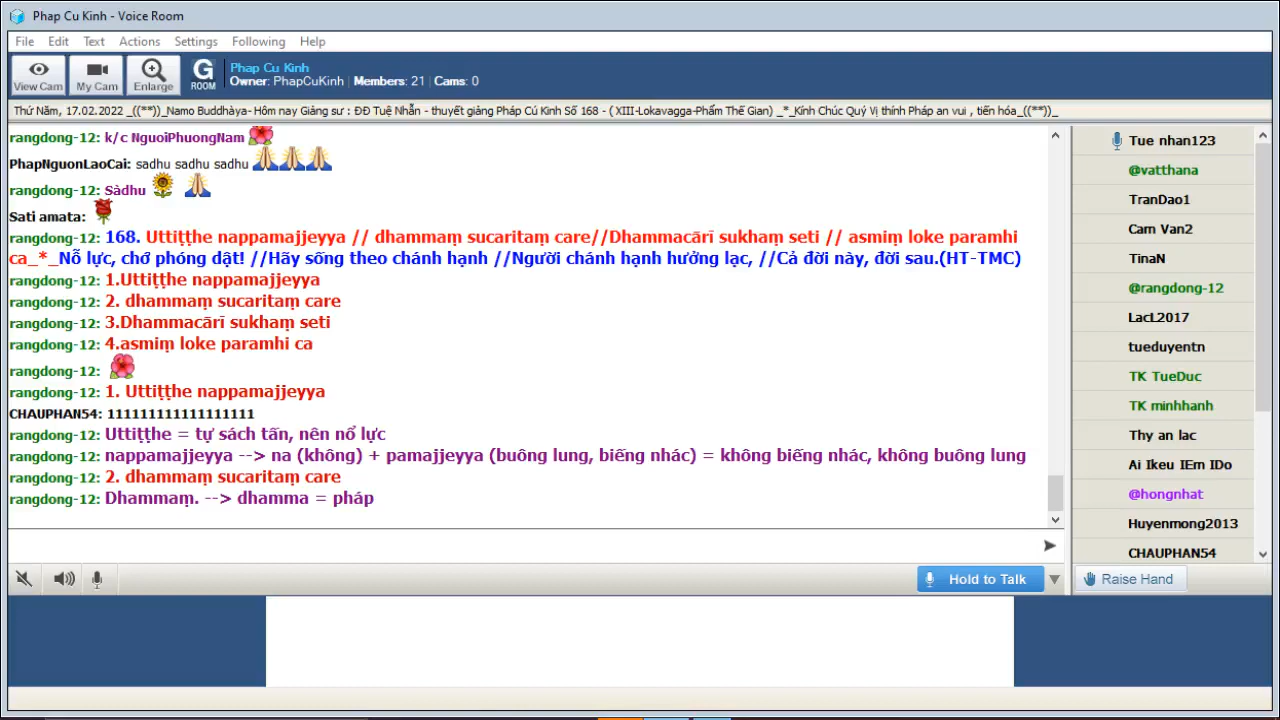 Phap Cu Kinh - Voice Room
File Edit Text Actions Settings Following Help
View Cam My Cam Enlarge G ROOM
Phap Cu Kinh
Owner: PhapCuKinh | Members: 21 | Cams: 0
Thứ Năm, 17.02.2022 _((**))_Namo Buddhàya- Hôm nay Giảng sư : ĐĐ Tuệ Nhẫn - thuyết giảng Pháp Cú Kinh Số 168 - ( XIII-Lokavagga-Phẩm Thế Gian) _*_Kính Chúc Quý Vị thính Pháp an vui , tiến hóa_((**))_
rangdong-12: k/c NguoiPhuongNam
PhapNguonLaoCai: sadhu sadhu sadhu
rangdong-12: Sàdhu
Sati amata:
rangdong-12: 168. Uttiṭṭhe nappamajjeyya // dhammaṃ sucaritaṃ care//Dhammacārī sukhaṃ seti // asmiṃ loke paramhi
ca_*_Nỗ lực, chớ phóng dật! //Hãy sống theo chánh hạnh //Người chánh hạnh hưởng lạc, //Cả đời này, đời sau.(HT-TMC)
rangdong-12: 1.Uttiṭṭhe nappamajjeyya
rangdong-12: 2. dhammaṃ sucaritaṃ care
rangdong-12: 3.Dhammacārī sukhaṃ seti
rangdong-12: 4.asmiṃ loke paramhi ca
rangdong-12:
rangdong-12: 1. Uttiṭṭhe nappamajjeyya
CHAUPHAN54: 111111111111111111
rangdong-12: Uttiṭṭhe = tự sách tấn, nên nổ lực
rangdong-12: nappamajjeyya --> na (không) + pamajjeyya (buông lung, biếng nhác) = không biếng nhác, không buông lung
rangdong-12: 2. dhammaṃ sucaritaṃ care
rangdong-12: Dhammaṃ. --> dhamma = pháp
Tue nhan123
@vatthana
TranDao1
Cam Van2
TinaN
@rangdong-12
LacL2017
tueduyentn
TK TueDuc
TK minhhanh
Thy an lac
Ai Ikeu IEm IDo
@hongnhat
Huyenmong2013
CHAUPHAN54
Hold to Talk
Raise Hand